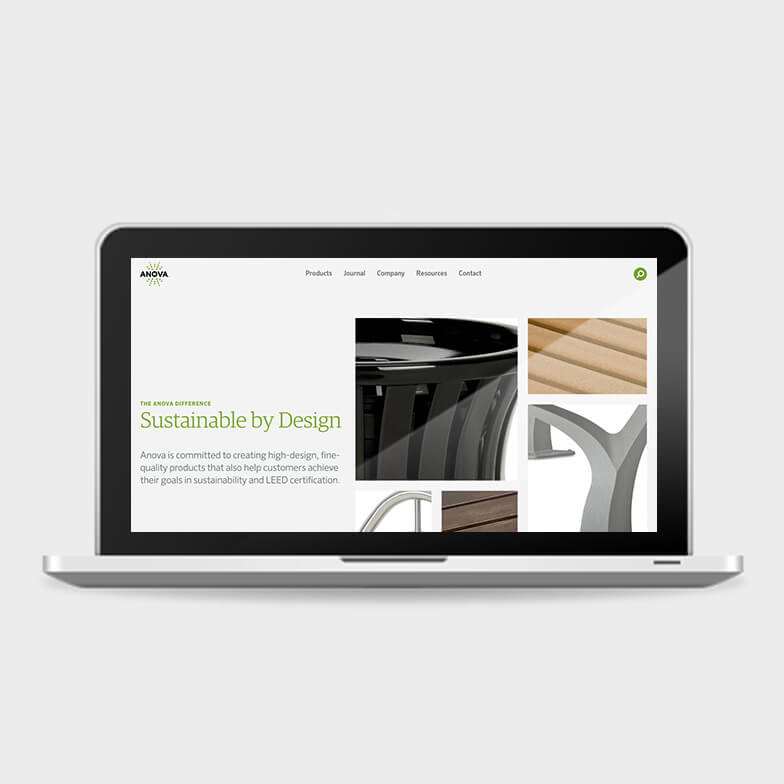 ANOVA
Products Journal Company Resources Contact
THE ANOVA DIFFERENCE
Sustainable by Design
Anova is committed to creating high-design, fine-
quality products that also help customers achieve
their goals in sustainability and LEED certification.